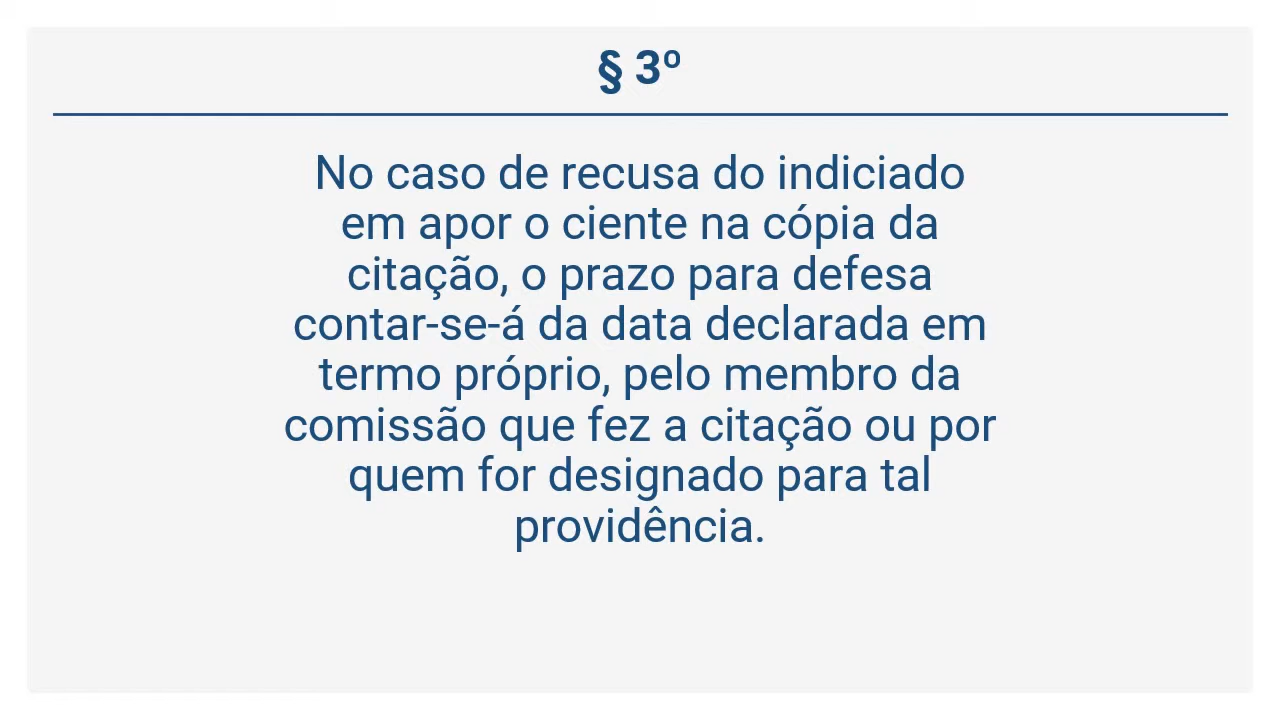 § 3º
No caso de recusa do indiciado
em apor o ciente na cópia da
citação, o prazo para defesa
contar-se-á da data declarada em
termo próprio, pelo membro da
comissão que fez a citação ou por
quem for designado para tal
providência.